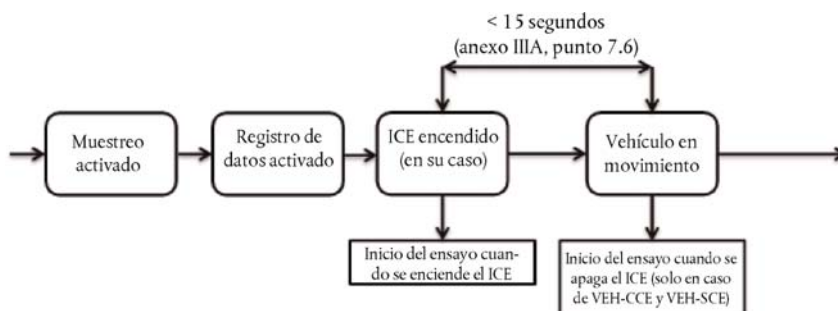 < 15 segundos
(anexo IIIA, punto 7.6)
Muestreo
activado
Registro de
datos activado
ICE encendido
(en su caso)
Vehículo en
movimiento
Inicio del ensayo cuan-
do se enciende el ICE
Inicio del ensayo cuando se
apaga el ICE (solo en caso
de VEH-CCE y VEH-SCE)